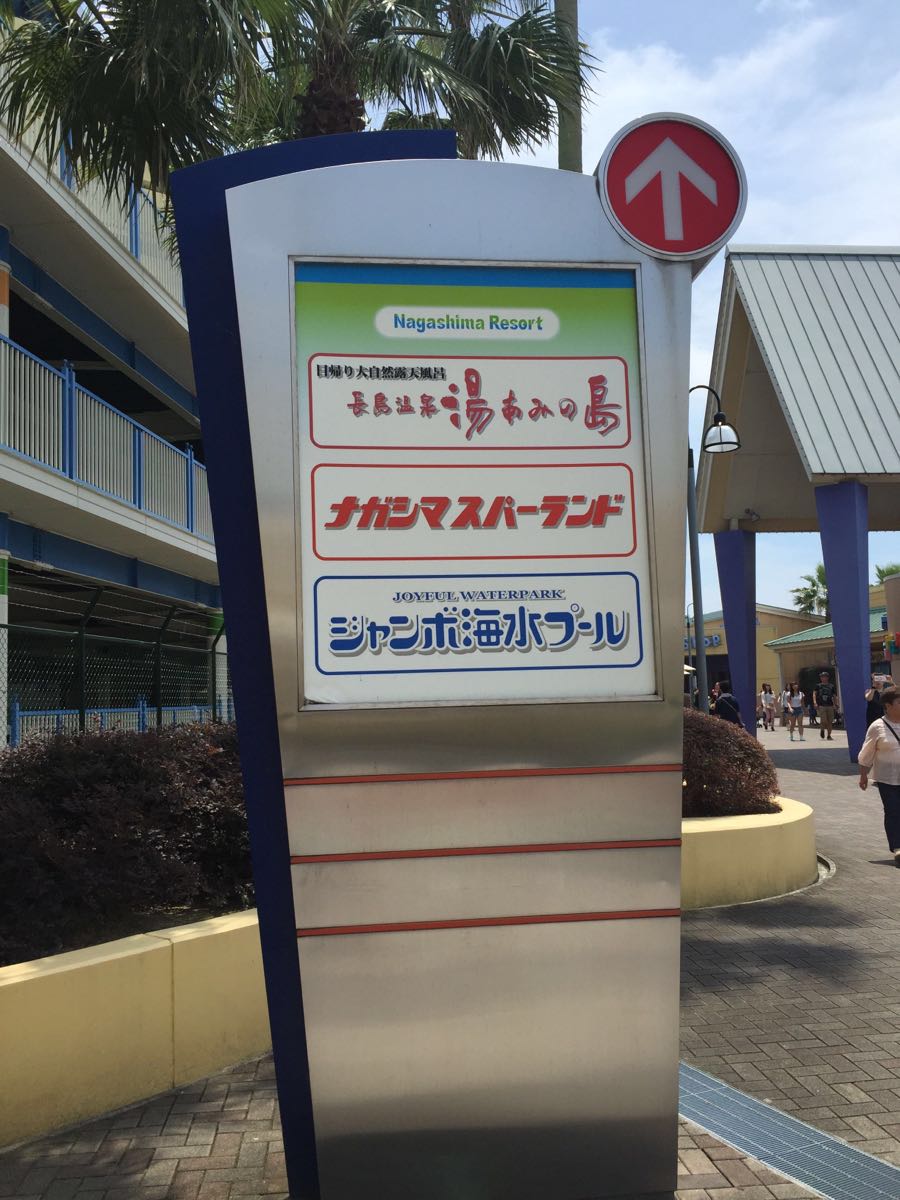 Nagashima Resort
日帰り大自然露天風呂
長島温泉 湯あみの島
ナガシマスパーランド
JOYFUL WATERPARK
ジャンボ海水プール
SHOP